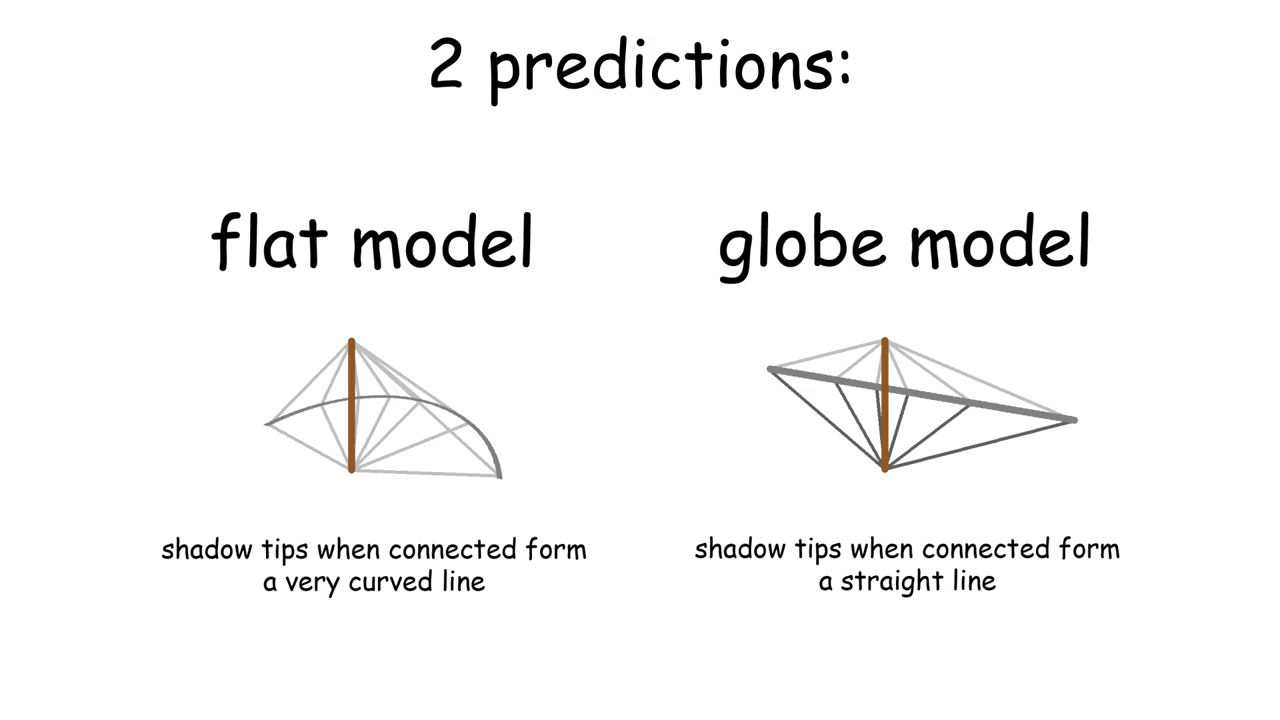 2 predictions:
flat model
globe model
shadow tips when connected form
a very curved line
shadow tips when connected form
a straight line